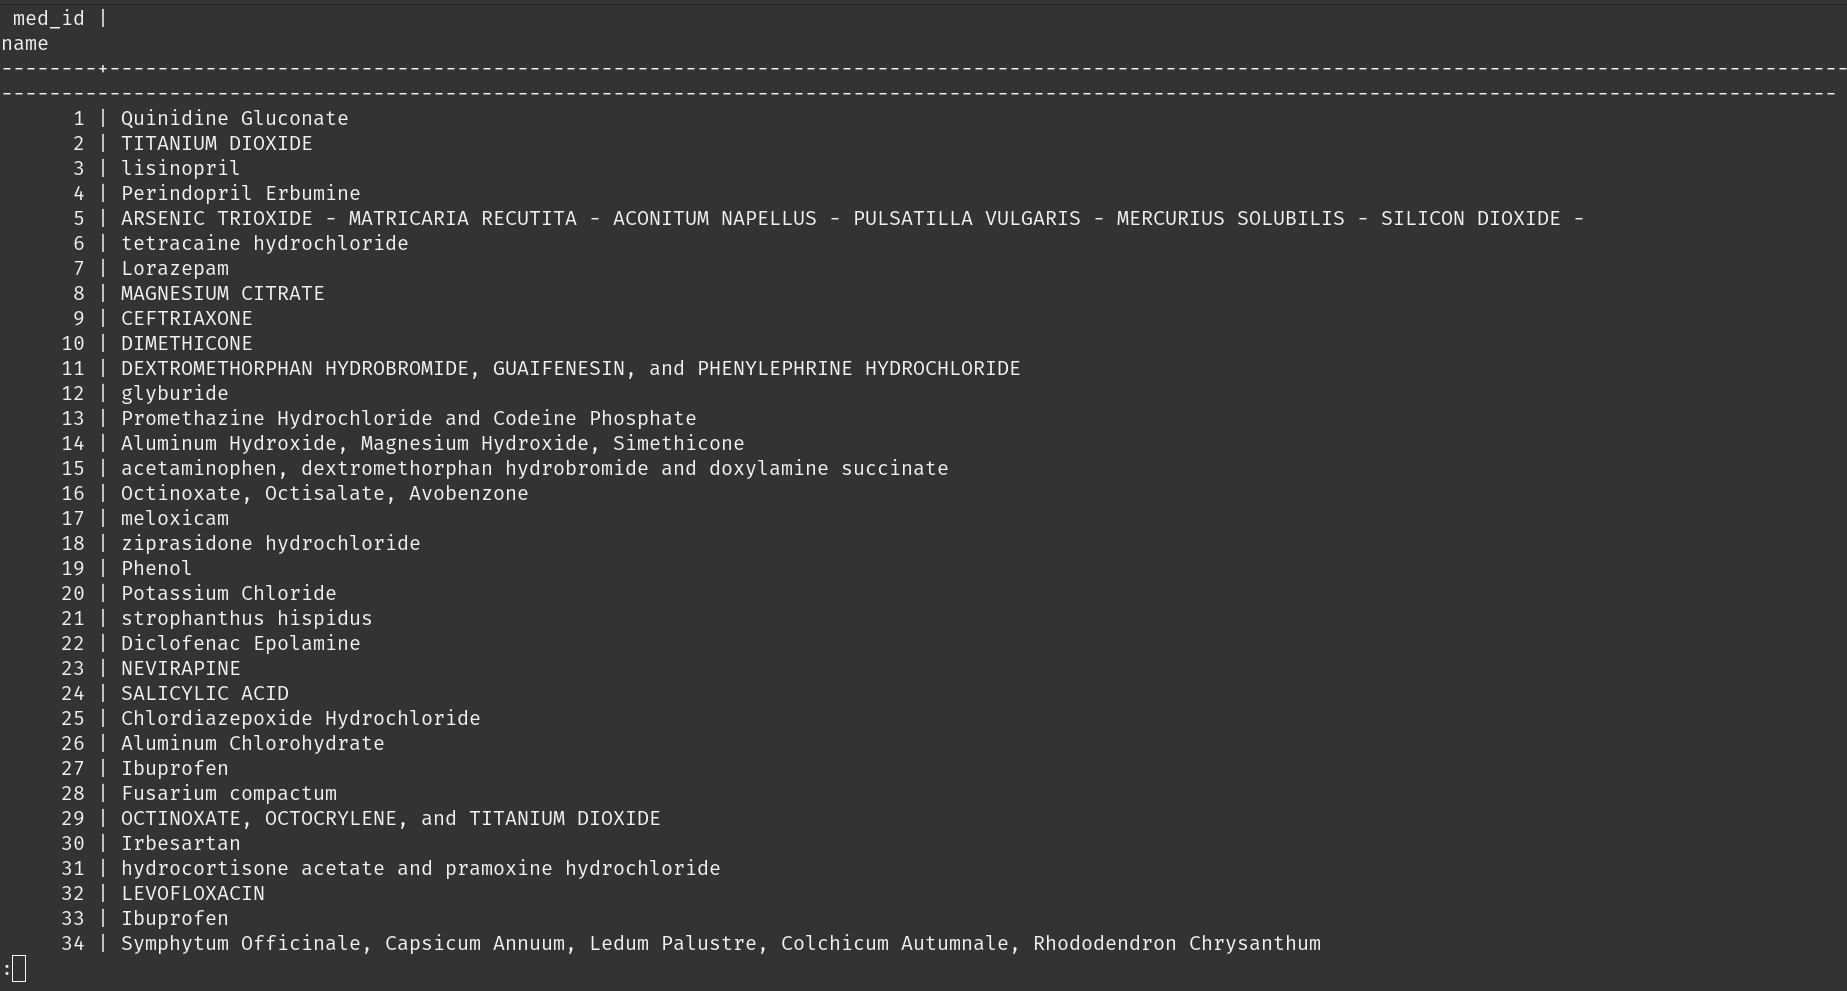 med_id |
name
--------+-------------------------------------------------------------------------------------------------------------------------------------------------
---------------------------------------------------------------------------------------------------------------------------------------------------------
1 | Quinidine Gluconate
2 | TITANIUM DIOXIDE
3 | lisinopril
4 | Perindopril Erbumine
5 | ARSENIC TRIOXIDE - MATRICARIA RECUTITA - ACONITUM NAPELLUS - PULSATILLA VULGARIS - MERCURIUS SOLUBILIS - SILICON DIOXIDE -
6 | tetracaine hydrochloride
7 | Lorazepam
8 | MAGNESIUM CITRATE
9 | CEFTRIAXONE
10 | DIMETHICONE
11 | DEXTROMETHORPHAN HYDROBROMIDE, GUAIFENESIN, and PHENYLEPHRINE HYDROCHLORIDE
12 | glyburide
13 | Promethazine Hydrochloride and Codeine Phosphate
14 | Aluminum Hydroxide, Magnesium Hydroxide, Simethicone
15 | acetaminophen, dextromethorphan hydrobromide and doxylamine succinate
16 | Octinoxate, Octisalate, Avobenzone
17 | meloxicam
18 | ziprasidone hydrochloride
19 | Phenol
20 | Potassium Chloride
21 | strophanthus hispidus
22 | Diclofenac Epolamine
23 | NEVIRAPINE
24 | SALICYLIC ACID
25 | Chlordiazepoxide Hydrochloride
26 | Aluminum Chlorohydrate
27 | Ibuprofen
28 | Fusarium compactum
29 | OCTINOXATE, OCTOCRYLENE, and TITANIUM DIOXIDE
30 | Irbesartan
31 | hydrocortisone acetate and pramoxine hydrochloride
32 | LEVOFLOXACIN
33 | Ibuprofen
34 | Symphytum Officinale, Capsicum Annuum, Ledum Palustre, Colchicum Autumnale, Rhododendron Chrysanthum
: